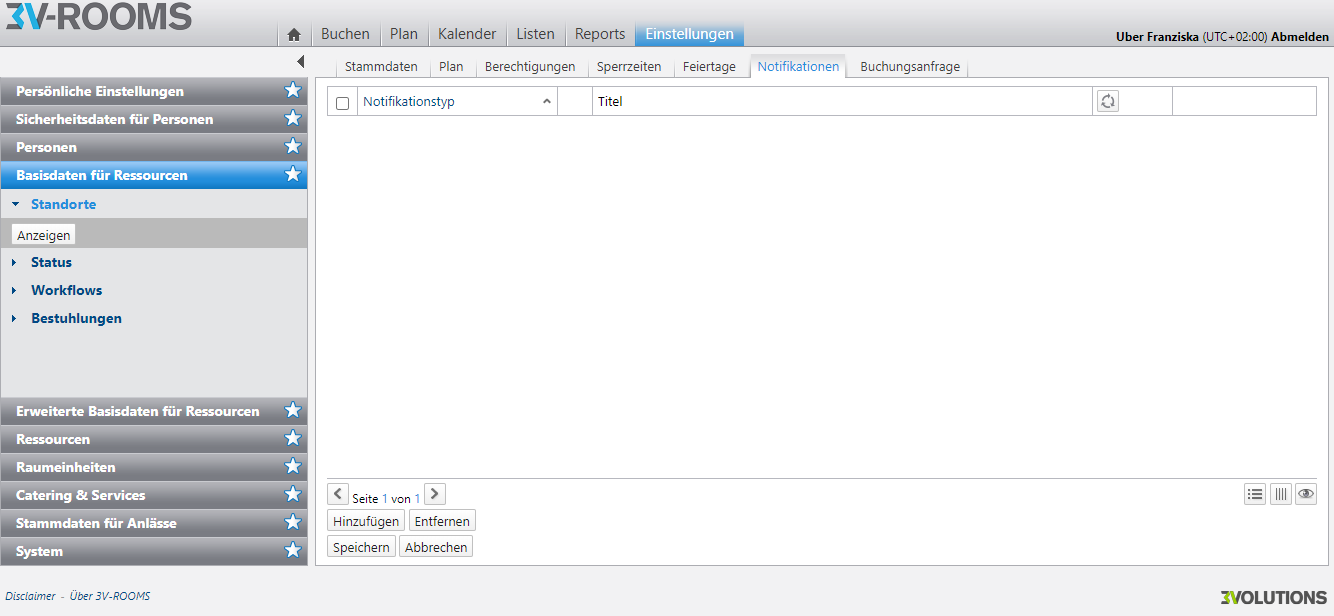 3V-ROOMS
Buchen Plan Kalender Listen Reports Einstellungen
Uber Franziska (UTC+02:00) Abmelden
Stammdaten Plan Berechtigungen Sperrzeiten Feiertage Notifikationen Buchungsanfrage
Persönliche Einstellungen
Sicherheitsdaten für Personen
Personen
Basisdaten für Ressourcen
Standorte
Anzeigen
Status
Workflows
Bestuhlungen
Erweiterte Basisdaten für Ressourcen
Ressourcen
Raumeinheiten
Catering & Services
Stammdaten für Anlässe
System
Notifikationstyp Titel
Seite 1 von 1
Hinzufügen Entfernen
Speichern Abbrechen
Disclaimer - Über 3V-ROOMS
3VOLUTIONS